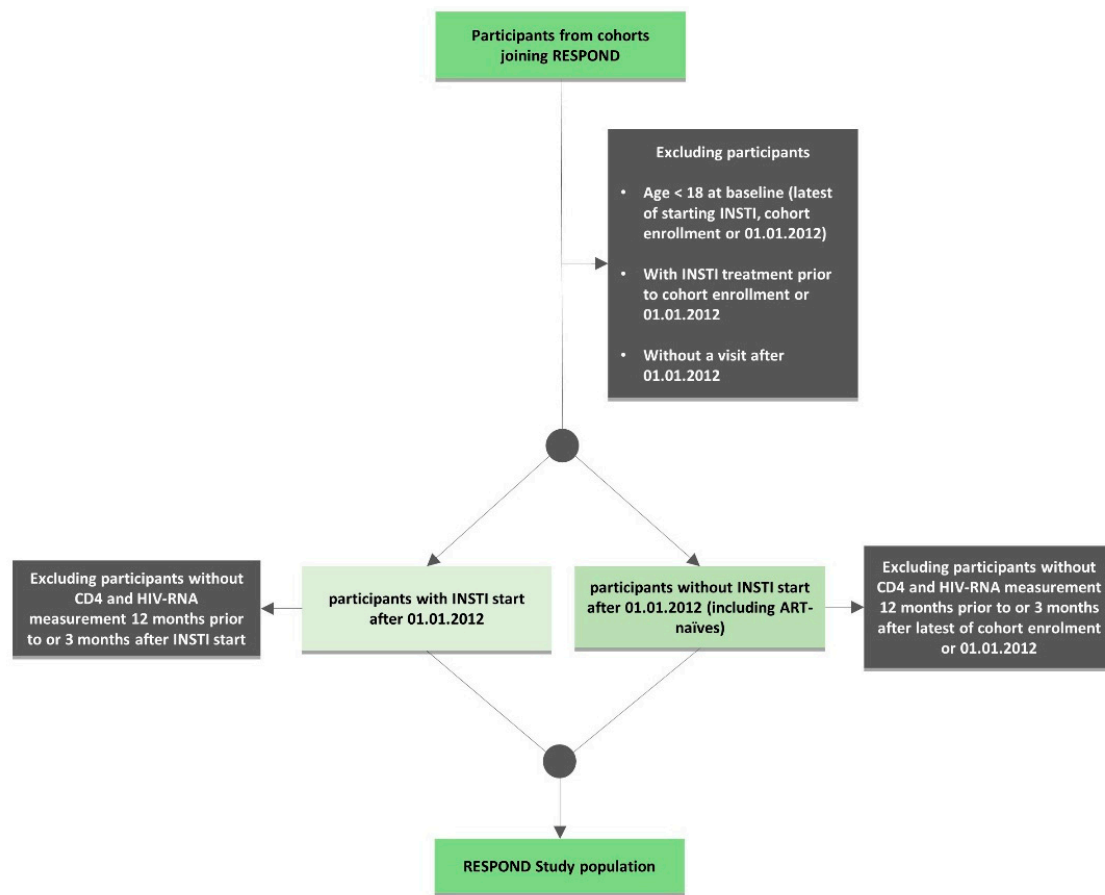 Participants from cohorts
joining RESPOND
Excluding participants
• Age < 18 at baseline (latest
of starting INSTI, cohort
enrollment or 01.01.2012)
• With INSTI treatment prior
to cohort enrollment or
01.01.2012
• Without a visit after
01.01.2012
Excluding participants without
CD4 and HIV-RNA
measurement 12 months prior
to or 3 months after INSTI start
participants with INSTI start
after 01.01.2012
participants without INSTI start
after 01.01.2012 (including ART-
naïves)
Excluding participants without
CD4 and HIV-RNA measurement
12 months prior to or 3 months
after latest of cohort enrolment
or 01.01.2012
RESPOND Study population